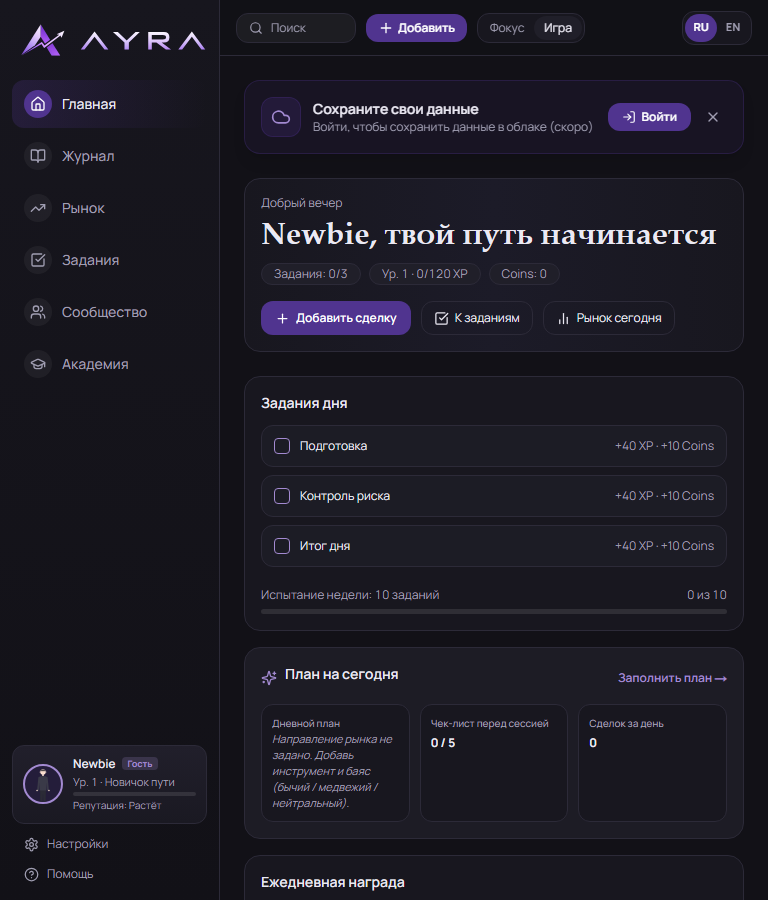 AYRA
Поиск
Добавить
Фокус
Игра
RU
EN
Главная
Журнал
Рынок
Задания
Сообщество
Академия
Сохраните свои данные
Войти, чтобы сохранить данные в облаке (скоро)
Войти
Добрый вечер
Newbie, твой путь начинается
Задания: 0/3
Ур. 1 · 0/120 XP
Coins: 0
Добавить сделку
К заданиям
Рынок сегодня
Задания дня
Подготовка
+40 XP · +10 Coins
Контроль риска
+40 XP · +10 Coins
Итог дня
+40 XP · +10 Coins
Испытание недели: 10 заданий
0 из 10
План на сегодня
Заполнить план →
Дневной план
Направление рынка не
задано. Добавь
инструмент и баяс
(бычий / медвежий /
нейтральный).
Чек-лист перед сессией
0 / 5
Сделок за день
0
Ежедневная награда
Newbie
Гость
Ур. 1 · Новичок пути
Репутация: Растёт
Настройки
Помощь